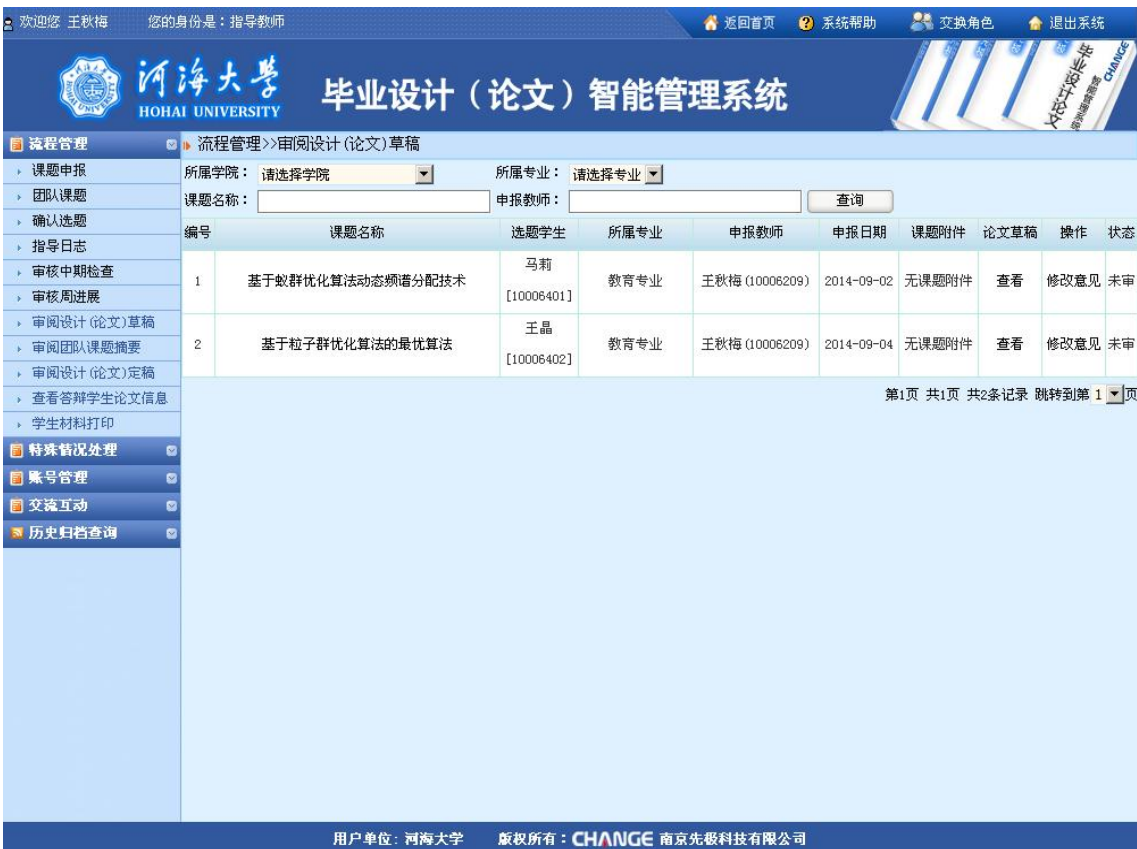 欢迎您 王秋梅 您的身份是：指导教师 返回首页 系统帮助 交换角色 退出系统
河海大学
HOHAI UNIVERSITY
毕业设计（论文）智能管理系统
CHANGE
毕业设计论文
智能管理系统
流程管理
课题申报
团队课题
确认选题
指导日志
审核中期检查
审核周进展
审阅设计(论文)草稿
审阅团队课题摘要
审阅设计(论文)定稿
查看答辩学生论文信息
学生材料打印
特殊情况处理
账号管理
交流互动
历史归档查询
流程管理>>审阅设计(论文)草稿
所属学院： 请选择学院 所属专业： 请选择专业
课题名称： 申报教师： 查询
编号 课题名称 选题学生 所属专业 申报教师 申报日期 课题附件 论文草稿 操作 状态
1 基于蚁群优化算法动态频谱分配技术 马莉 [10006401] 教育专业 王秋梅(10006209) 2014-09-02 无课题附件 查看 修改意见 未审
2 基于粒子群优化算法的最优算法 王晶 [10006402] 教育专业 王秋梅(10006209) 2014-09-04 无课题附件 查看 修改意见 未审
第1页 共1页 共2条记录 跳转到第 1 页
用户单位: 河海大学 版权所有：CHANGE 南京先极科技有限公司